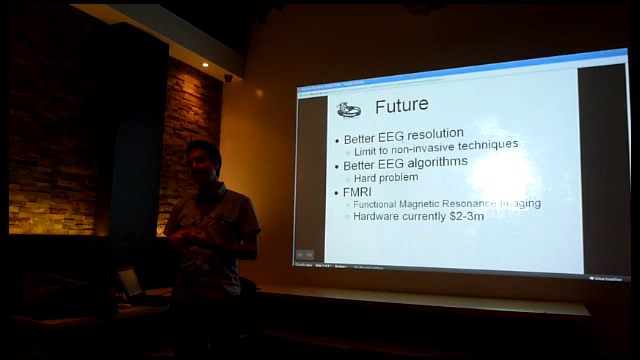 Future
• Better EEG resolution
○ Limit to non-invasive techniques
• Better EEG algorithms
○ Hard problem
• FMRI
○ Functional Magnetic Resonance Imaging
○ Hardware currently $2-3m